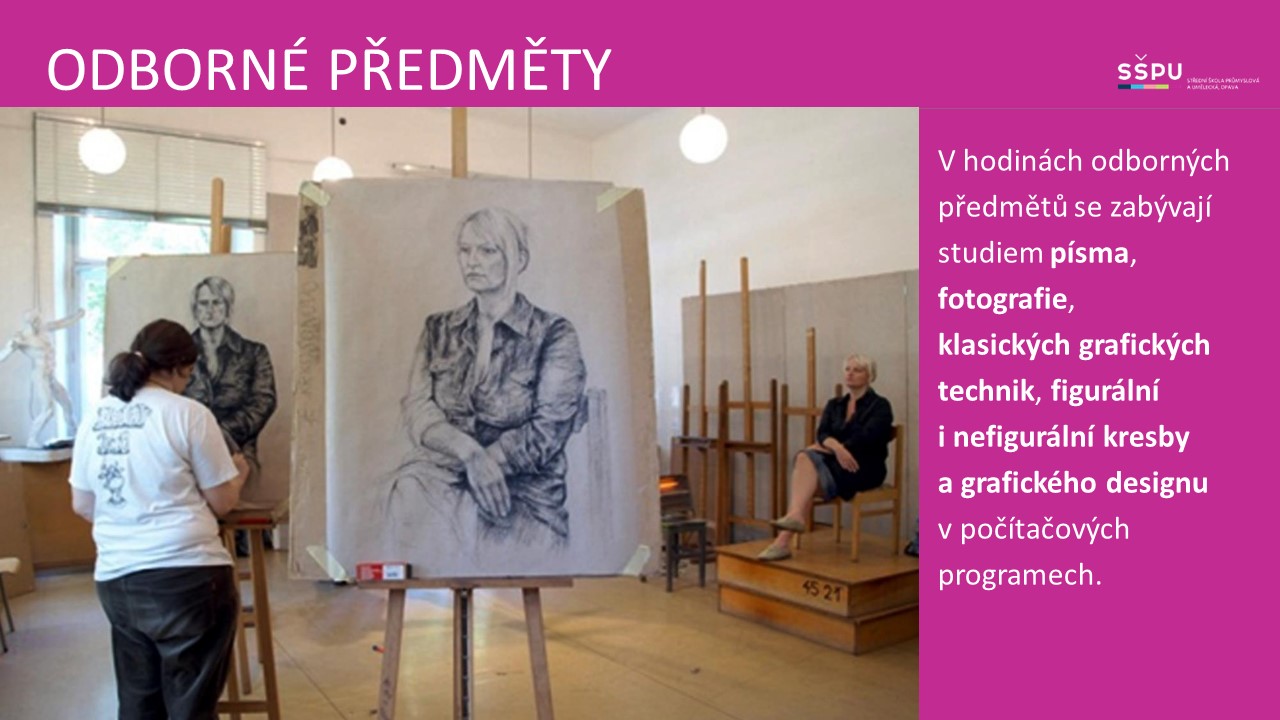 ODBORNÉ PŘEDMĚTY
SŠPU
STŘEDNÍ ŠKOLA PRŮMYSLOVÁ
A UMĚLECKÁ, OPAVA
V hodinách odborných
předmětů se zabývají
studiem písma,
fotografie,
klasických grafických
technik, figurální
i nefigurální kresby
a grafického designu
v počítačových
programech.
45 21